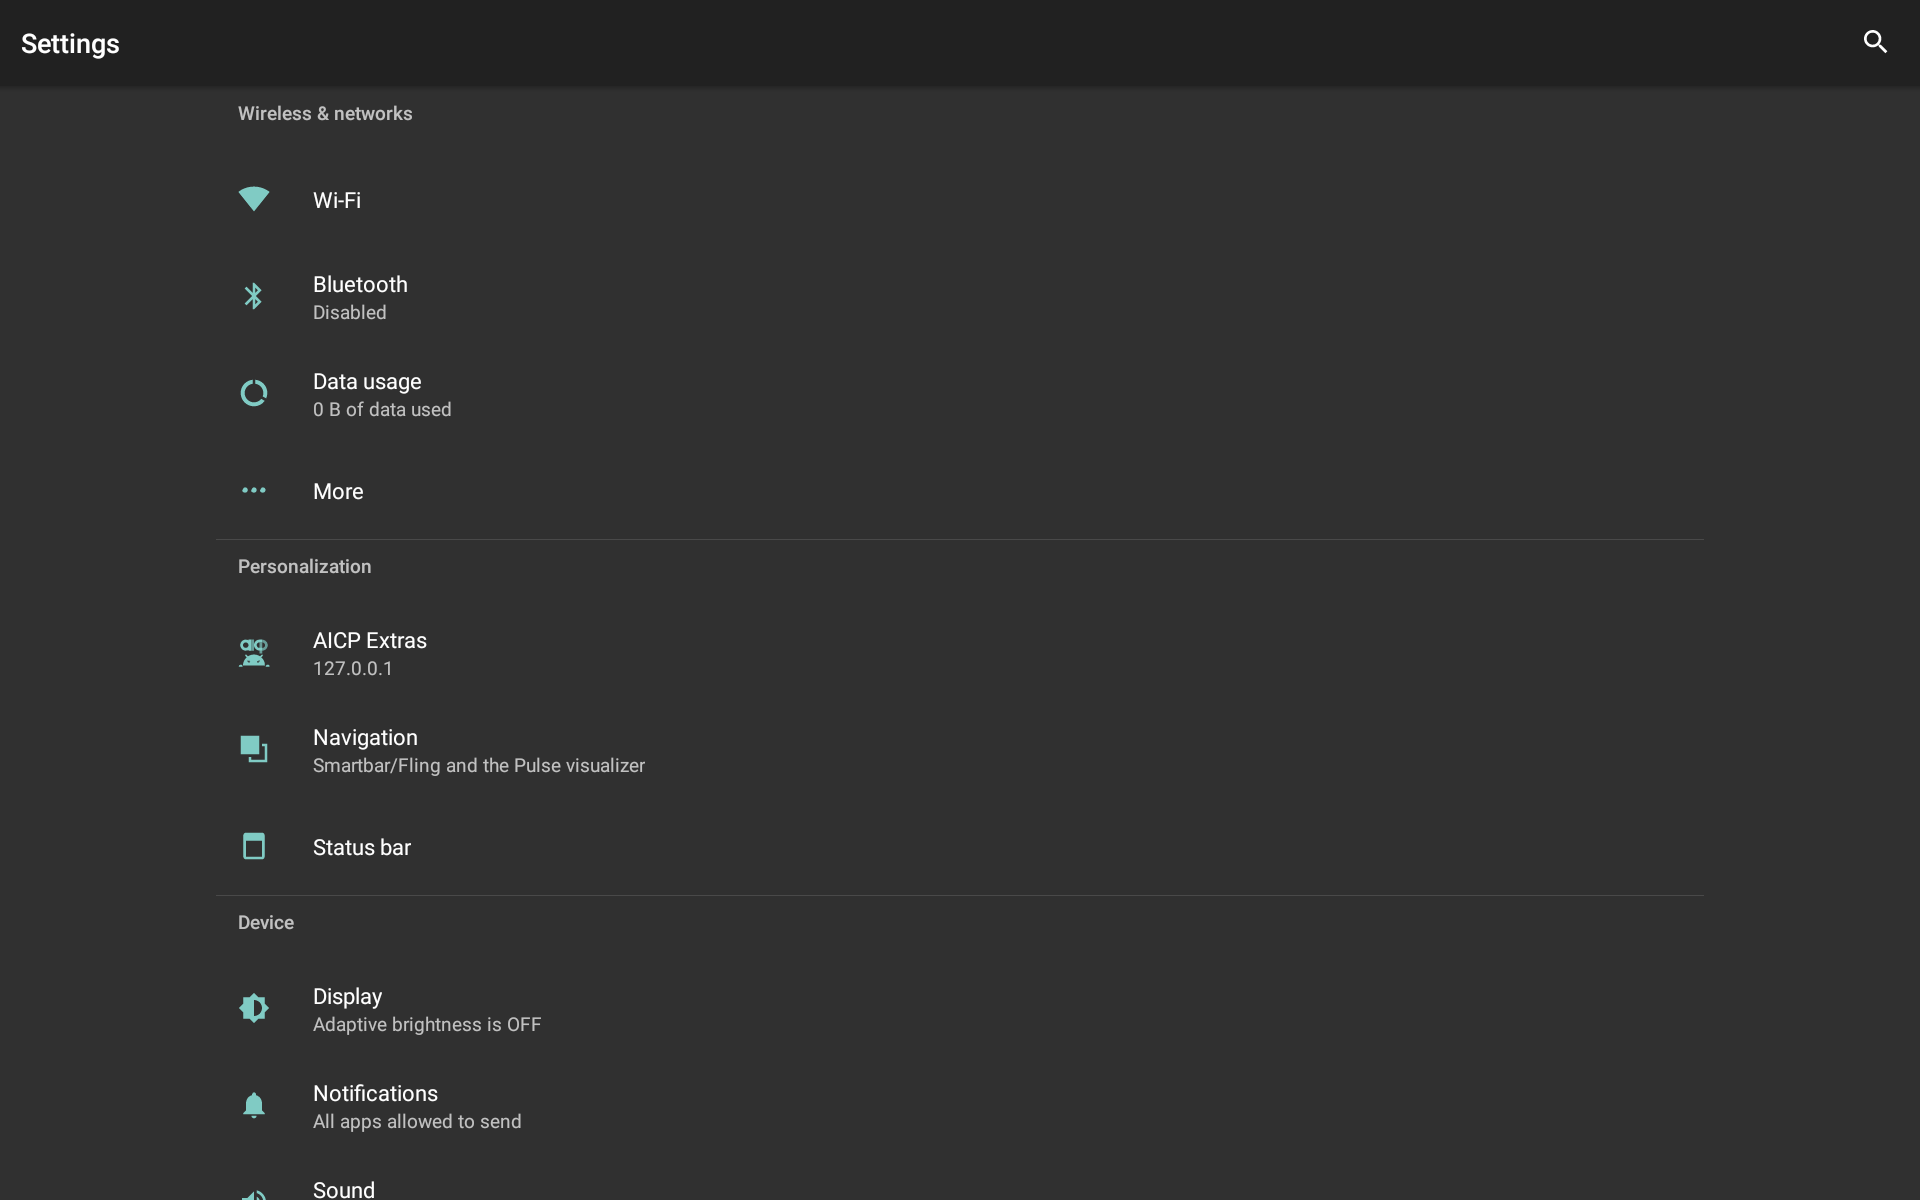 Settings
Wireless & networks
Wi-Fi
Bluetooth
Disabled
Data usage
0 B of data used
More
Personalization
AICP Extras
127.0.0.1
Navigation
Smartbar/Fling and the Pulse visualizer
Status bar
Device
Display
Adaptive brightness is OFF
Notifications
All apps allowed to send
Sound